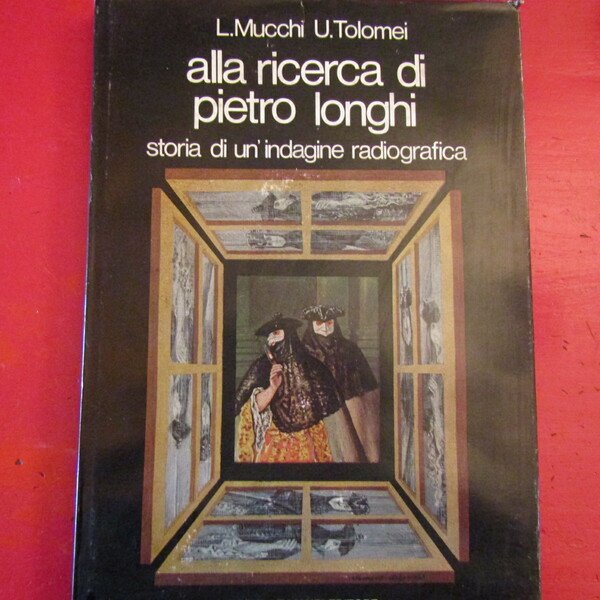 L.Mucchi U.Tolomei
alla ricerca di
pietro longhi
storia di un'indagine radiografica